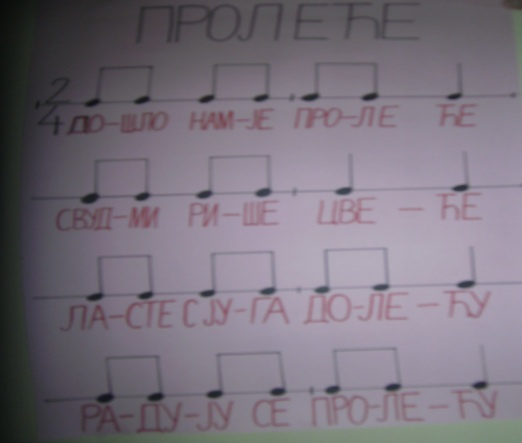 ПРОЛЕЋЕ
2
4
ДО-ШЛО НАМ-ЈЕ ПРО-ЛЕ ЋЕ
СВУД-МИ РИ-ШЕ ЦВЕ - ЋЕ
ЛА-СТЕ СЈУ-ГА ДО-ЛЕ-ЋУ
РА-ДУ-ЈУ СЕ ПРО-ЛЕ-ЋУ